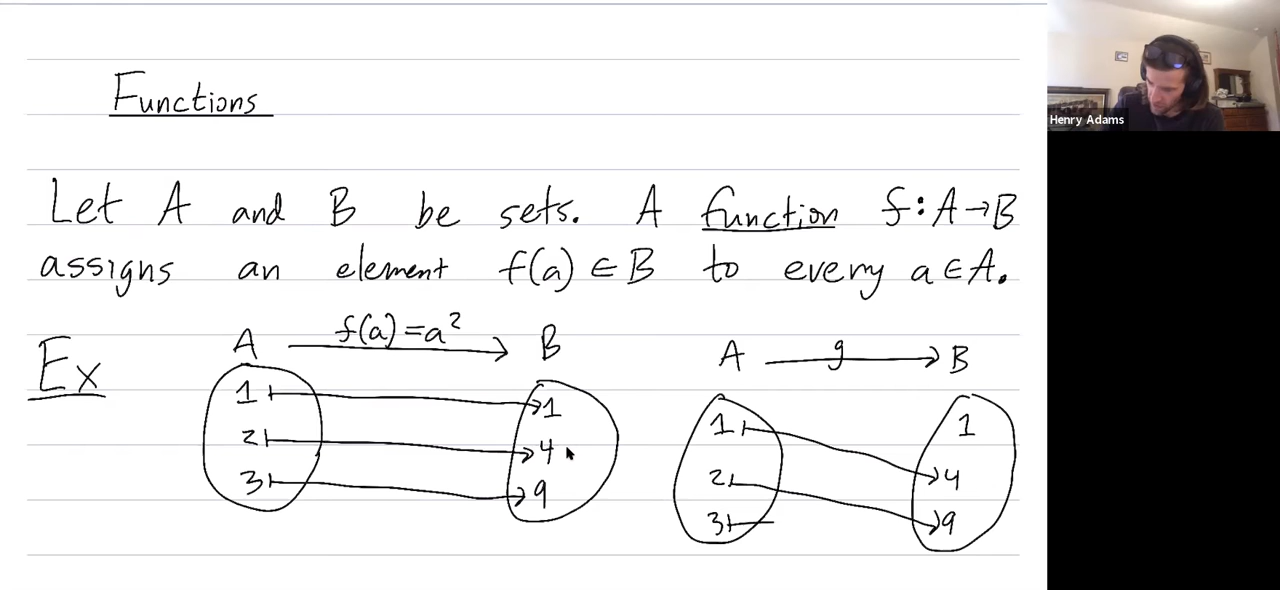 Functions
Henry Adams
Let A and B be sets. A function f: A→B
assigns an element f(a) ∈ B to every a ∈ A.
Ex
A f(a) = a² B
1 1
2 4
3 9
A g B
1 1
2 4
3 9